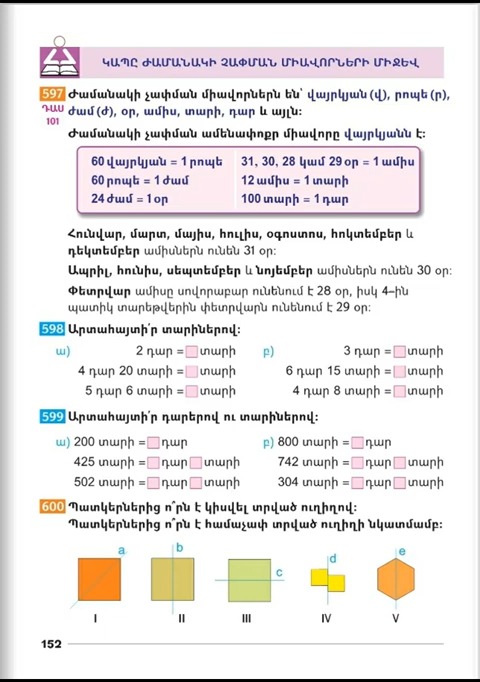 ԿԱՊԸ ԺԱՄԱՆԱԿԻ ՉԱՓՄԱՆ ՄԻԱՎՈՐՆԵՐԻ ՄԻՋԵՎ
597 Ժամանակի չափման միավորներն են՝ վայրկյան (վ), րոպե (ր),
ԴԱՍ 101
ժամ (ժ), օր, ամիս, տարի, դար և այլն:
Ժամանակի չափման ամենափոքր միավորը վայրկյանն է:
60 վայրկյան = 1 րոպե 31, 30, 28 կամ 29 օր = 1 ամիս
60 րոպե = 1 ժամ 12 ամիս = 1 տարի
24 ժամ = 1 օր 100 տարի = 1 դար
Հունվար, մարտ, մայիս, հուլիս, օգոստոս, հոկտեմբեր և
դեկտեմբեր ամիսներն ունեն 31 օր:
Ապրիլ, հունիս, սեպտեմբեր և նոյեմբեր ամիսներն ունեն 30 օր:
Փետրվար ամիսը սովորաբար ունենում է 28 օր, իսկ 4-ին
պատիկ տարեթվերին փետրվարն ունենում է 29 օր:
598 Արտահայտի՛ր տարիներով:
ա) 2 դար = տարի բ) 3 դար = տարի
4 դար 20 տարի = տարի 6 դար 15 տարի = տարի
5 դար 6 տարի = տարի 4 դար 8 տարի = տարի
599 Արտահայտի՛ր դարերով ու տարիներով:
ա) 200 տարի = դար բ) 800 տարի = դար
425 տարի = դար տարի 742 տարի = դար տարի
502 տարի = դար տարի 304 տարի = դար տարի
600 Պատկերներից ո՞րն է կիսվել տրված ուղիղով:
Պատկերներից ո՞րն է համաչափ տրված ուղիղի նկատմամբ:
a b c d e
I II III IV V
152